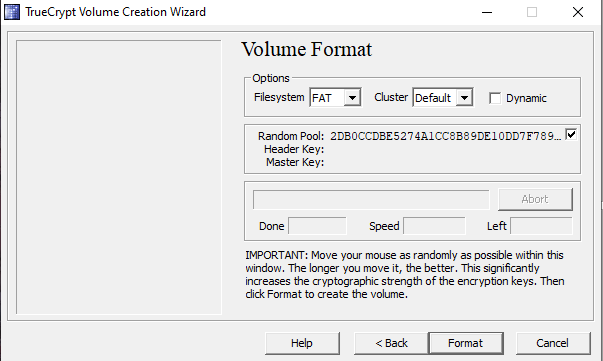 TrueCrypt Volume Creation Wizard
Volume Format
Options
Filesystem FAT Cluster Default Dynamic
Random Pool: 2DB0CCDBE5274A1CC8B89DE10DD7F789...
Header Key:
Master Key:
Abort
Done Speed Left
IMPORTANT: Move your mouse as randomly as possible within this
window. The longer you move it, the better. This significantly
increases the cryptographic strength of the encryption keys. Then
click Format to create the volume.
Help < Back Format Cancel